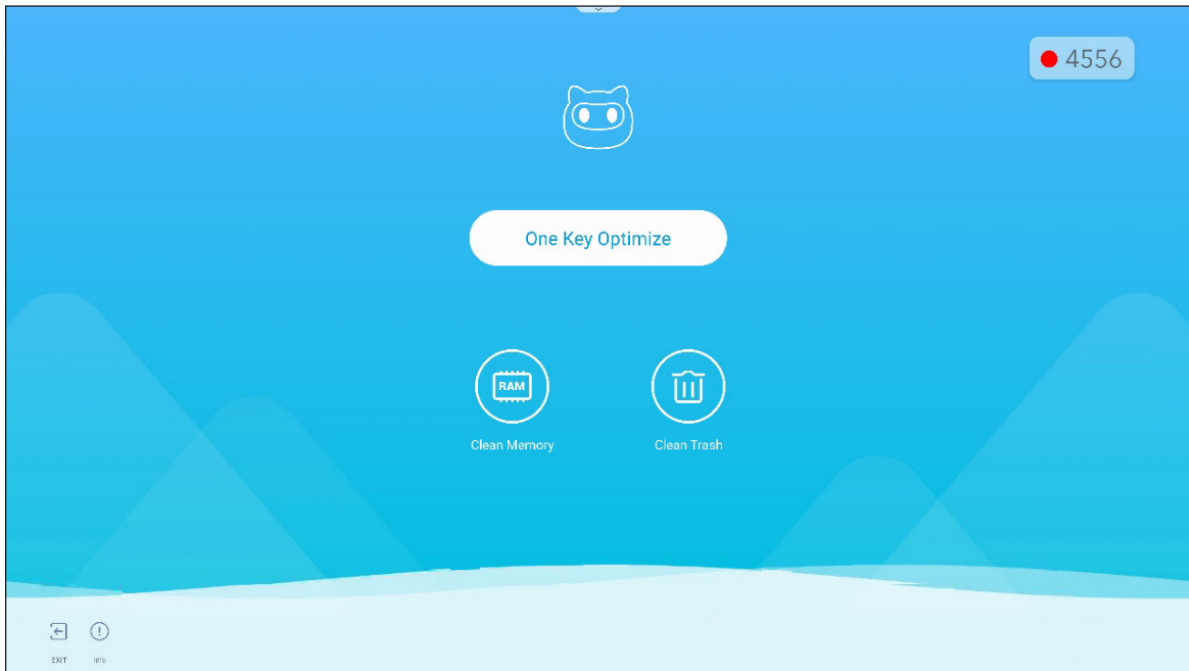 4556
One Key Optimize
RAM
Clean Memory
Clean Trash
EXIT
Info